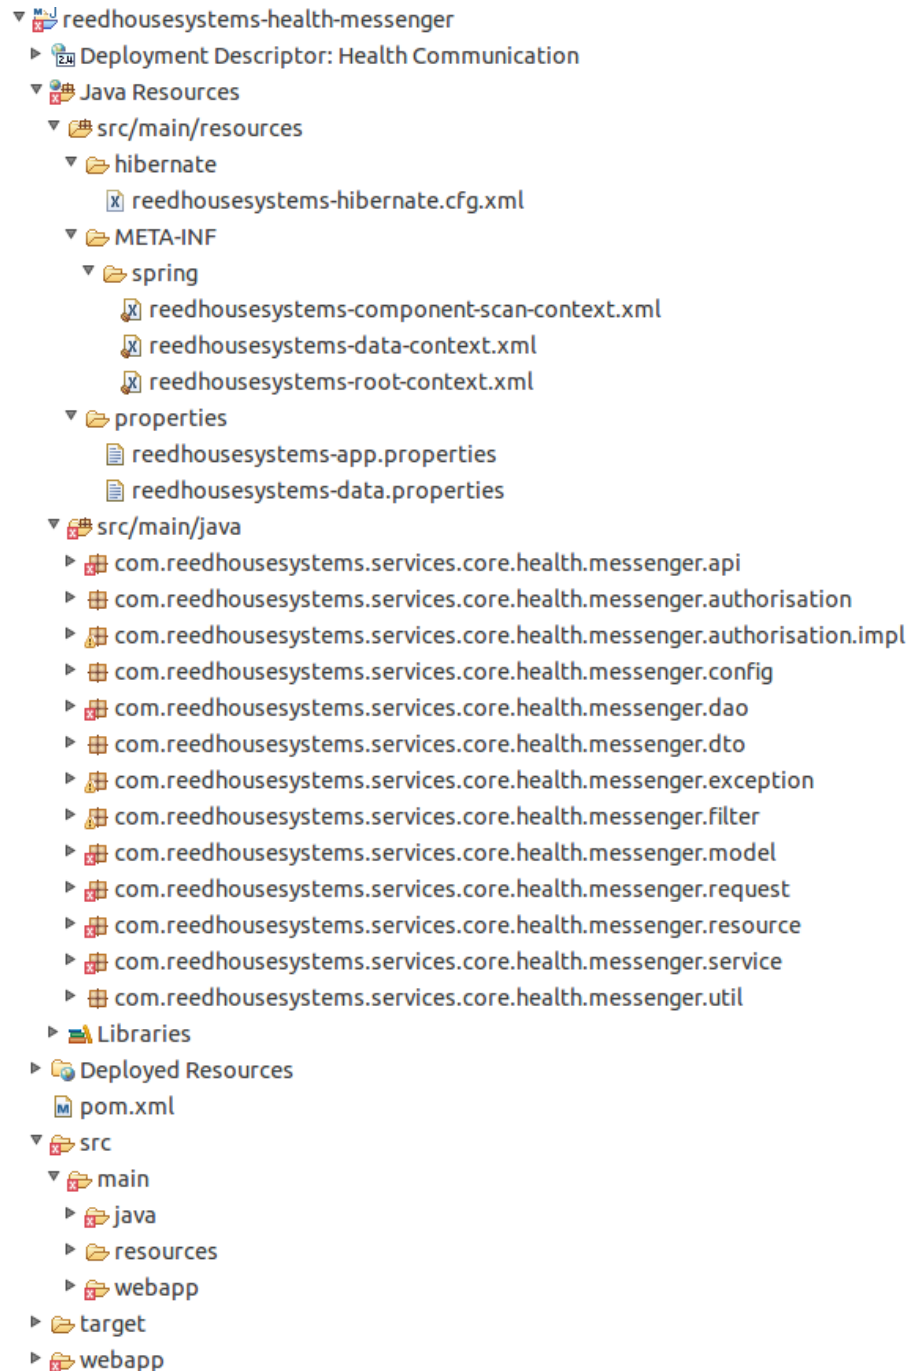 reedhousesystems-health-messenger
Deployment Descriptor: Health Communication
Java Resources
src/main/resources
hibernate
reedhousesystems-hibernate.cfg.xml
META-INF
spring
reedhousesystems-component-scan-context.xml
reedhousesystems-data-context.xml
reedhousesystems-root-context.xml
properties
reedhousesystems-app.properties
reedhousesystems-data.properties
src/main/java
com.reedhousesystems.services.core.health.messenger.api
com.reedhousesystems.services.core.health.messenger.authorisation
com.reedhousesystems.services.core.health.messenger.authorisation.impl
com.reedhousesystems.services.core.health.messenger.config
com.reedhousesystems.services.core.health.messenger.dao
com.reedhousesystems.services.core.health.messenger.dto
com.reedhousesystems.services.core.health.messenger.exception
com.reedhousesystems.services.core.health.messenger.filter
com.reedhousesystems.services.core.health.messenger.model
com.reedhousesystems.services.core.health.messenger.request
com.reedhousesystems.services.core.health.messenger.resource
com.reedhousesystems.services.core.health.messenger.service
com.reedhousesystems.services.core.health.messenger.util
Libraries
Deployed Resources
pom.xml
src
main
java
resources
webapp
target
webapp